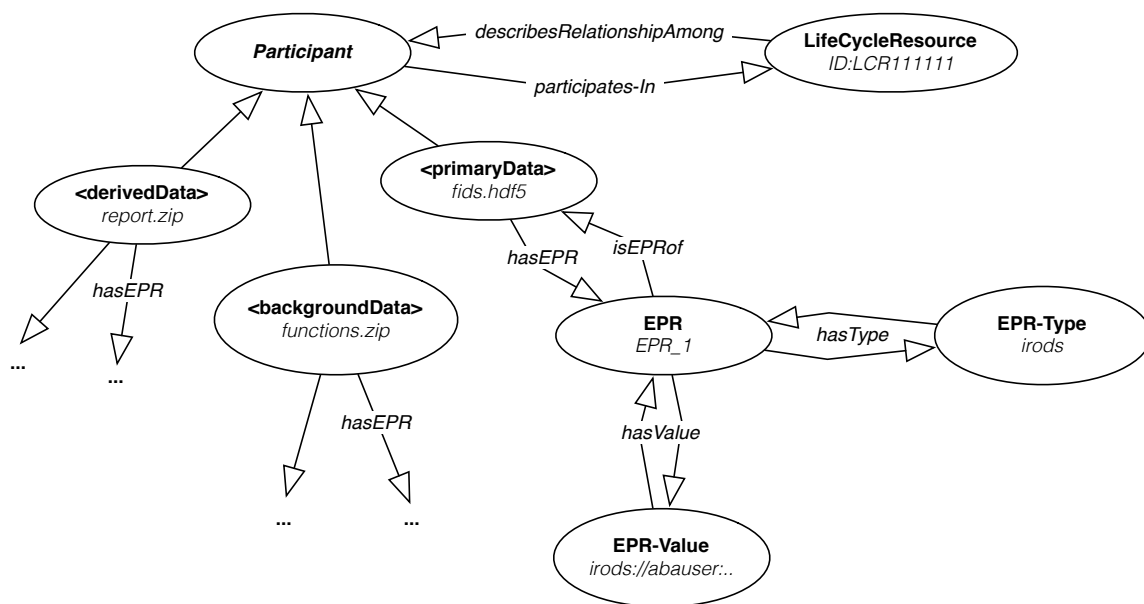 describesRelationshipAmong
Participant
LifeCycleResource
ID:LCR111111
participates-In
<derivedData>
report.zip
<primaryData>
fids.hdf5
hasEPR
isEPRof
hasEPR
<backgroundData>
functions.zip
EPR
EPR_1
hasType
EPR-Type
irods
...
...
hasEPR
hasValue
...
...
EPR-Value
irods://abauser:..